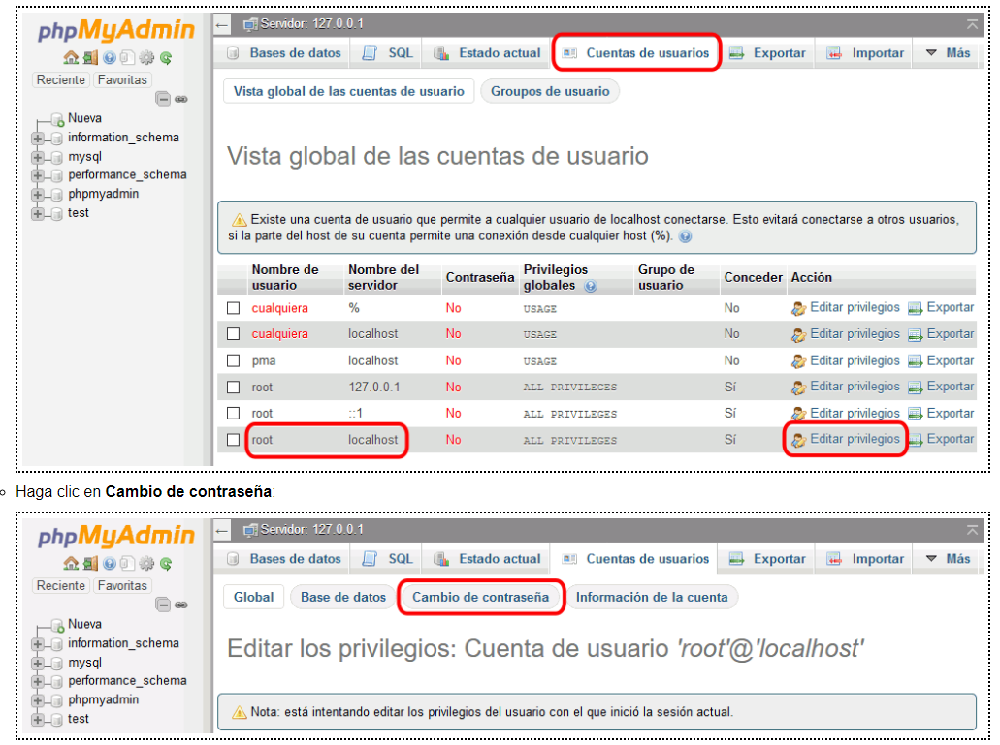 phpMyAdmin
Reciente Favoritas
Nueva
information_schema
mysql
performance_schema
phpmyadmin
test
Servidor: 127.0.0.1
Bases de datos SQL Estado actual Cuentas de usuarios Exportar Importar Más
Vista global de las cuentas de usuario Groupos de usuario
Vista global de las cuentas de usuario
Existe una cuenta de usuario que permite a cualquier usuario de localhost conectarse. Esto evitará conectarse a otros usuarios,
si la parte del host de su cuenta permite una conexión desde cualquier host (%).
Nombre de usuario Nombre del servidor Contraseña Privilegios globales Grupo de usuario Conceder Acción
cualquiera % No USAGE No Editar privilegios Exportar
cualquiera localhost No USAGE No Editar privilegios Exportar
pma localhost No USAGE No Editar privilegios Exportar
root 127.0.0.1 No ALL PRIVILEGES Sí Editar privilegios Exportar
root ::1 No ALL PRIVILEGES Sí Editar privilegios Exportar
root localhost No ALL PRIVILEGES Sí Editar privilegios Exportar
Haga clic en Cambio de contraseña:
phpMyAdmin
Reciente Favoritas
Nueva
information_schema
mysql
performance_schema
phpmyadmin
test
Servidor: 127.0.0.1
Bases de datos SQL Estado actual Cuentas de usuarios Exportar Importar Más
Global Base de datos Cambio de contraseña Información de la cuenta
Editar los privilegios: Cuenta de usuario 'root'@'localhost'
Nota: está intentando editar los privilegios del usuario con el que inició la sesión actual.